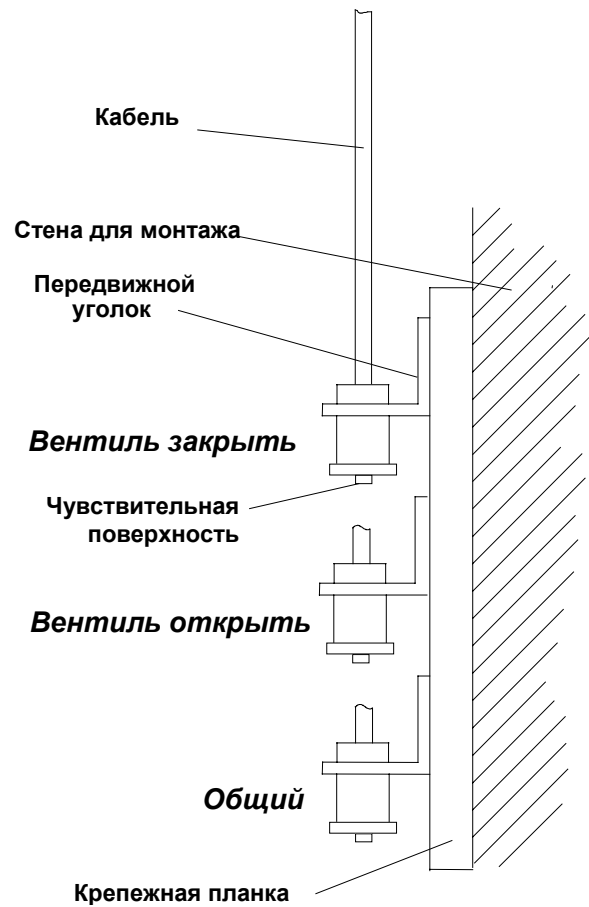 Кабель
Стена для монтажа
Передвижной
уголок
Вентиль закрыть
Чувствительная
поверхность
Вентиль открыть
Общий
Крепежная планка